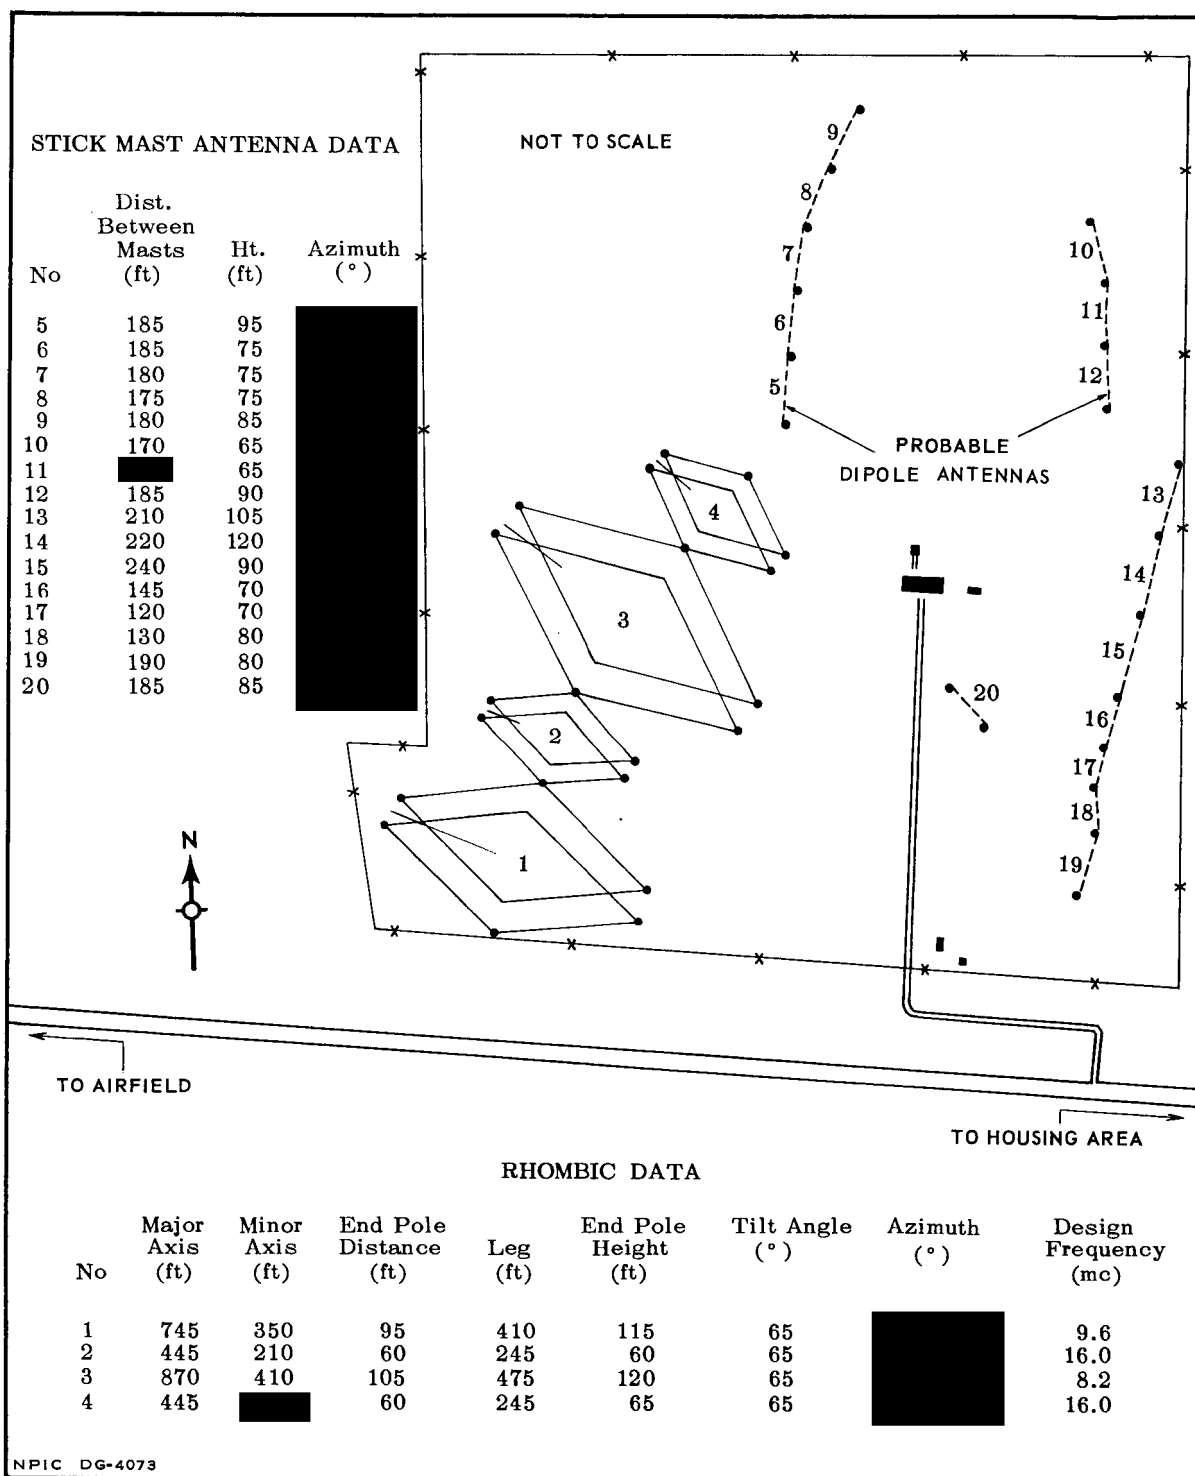 STICK MAST ANTENNA DATA
NOT TO SCALE
Dist.
Between
Masts Ht. Azimuth
No (ft) (ft) (°)
5 185 95
6 185 75
7 180 75
8 175 75
9 180 85
10 170 65
11 65
12 185 90
13 210 105
14 220 120
15 240 90
16 145 70
17 120 70
18 130 80
19 190 80
20 185 85
9
8
7
6
5
10
11
12
PROBABLE
DIPOLE ANTENNAS
13
14
15
16
17
18
19
20
4
3
2
1
N
TO AIRFIELD
TO HOUSING AREA
RHOMBIC DATA
Major Minor End Pole End Pole Tilt Angle Azimuth Design
Axis Axis Distance Leg Height (°) (°) Frequency
No (ft) (ft) (ft) (ft) (ft) (mc)
1 745 350 95 410 115 65 9.6
2 445 210 60 245 60 65 16.0
3 870 410 105 475 120 65 8.2
4 445 60 245 65 65 16.0
NPIC DG-4073